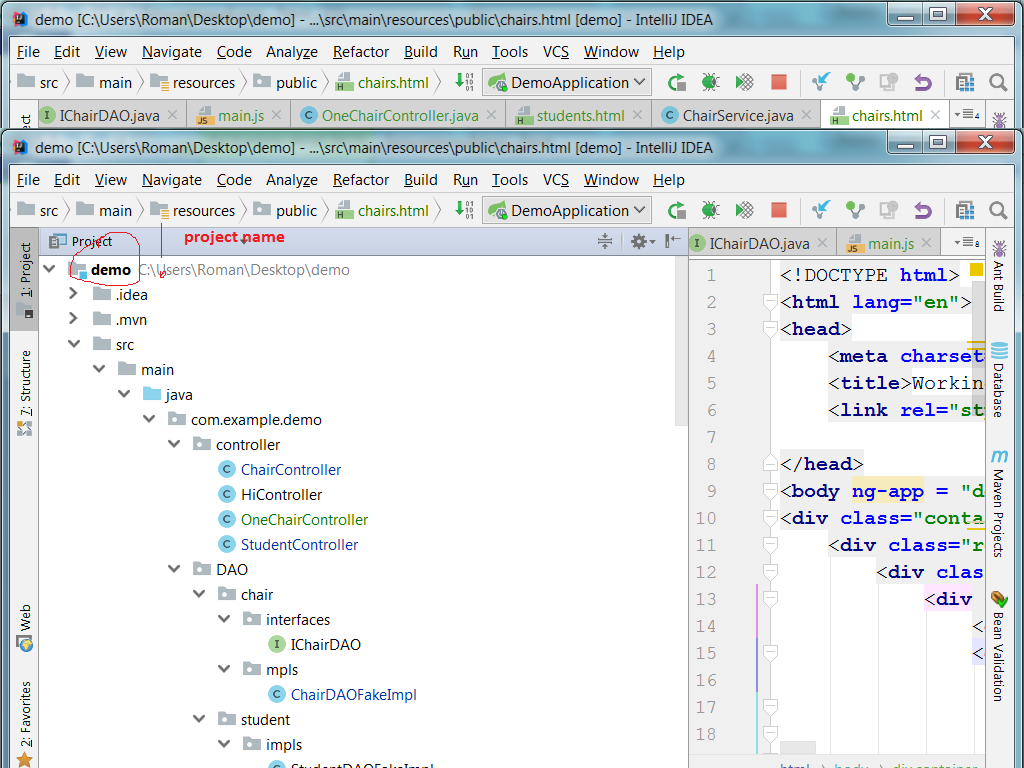 demo [C:\Users\Roman\Desktop\demo] - ...\src\main\resources\public\chairs.html [demo] - IntelliJ IDEA
File Edit View Navigate Code Analyze Refactor Build Run Tools VCS Window Help
src main resources public chairs.html DemoApplication
IChairDAO.java main.js OneChairController.java students.html ChairService.java chairs.html 4
demo [C:\Users\Roman\Desktop\demo] - ...\src\main\resources\public\chairs.html [demo] - IntelliJ IDEA
File Edit View Navigate Code Analyze Refactor Build Run Tools VCS Window Help
src main resources public chairs.html DemoApplication
Project project name IChairDAO.java main.js 8
demo C:\Users\Roman\Desktop\demo
.idea
.mvn
src
main
java
com.example.demo
controller
ChairController
HiController
OneChairController
StudentController
DAO
chair
interfaces
IChairDAO
mpls
ChairDAOFakeImpl
student
impls
StudentDAOFakeImpl
1 <!DOCTYPE html>
2 <html lang="en">
3 <head>
4 <meta charset
5 <title>Workin
6 <link rel="st
7
8 </head>
9 <body ng-app = "d
10 <div class="conta
11 <div class="r
12 <div clas
13 <div
14 <
15 <
16
17
18
html body div.container
1: Project
7: Structure
Web
2: Favorites
Ant Build
Database
Maven Projects
Bean Validation